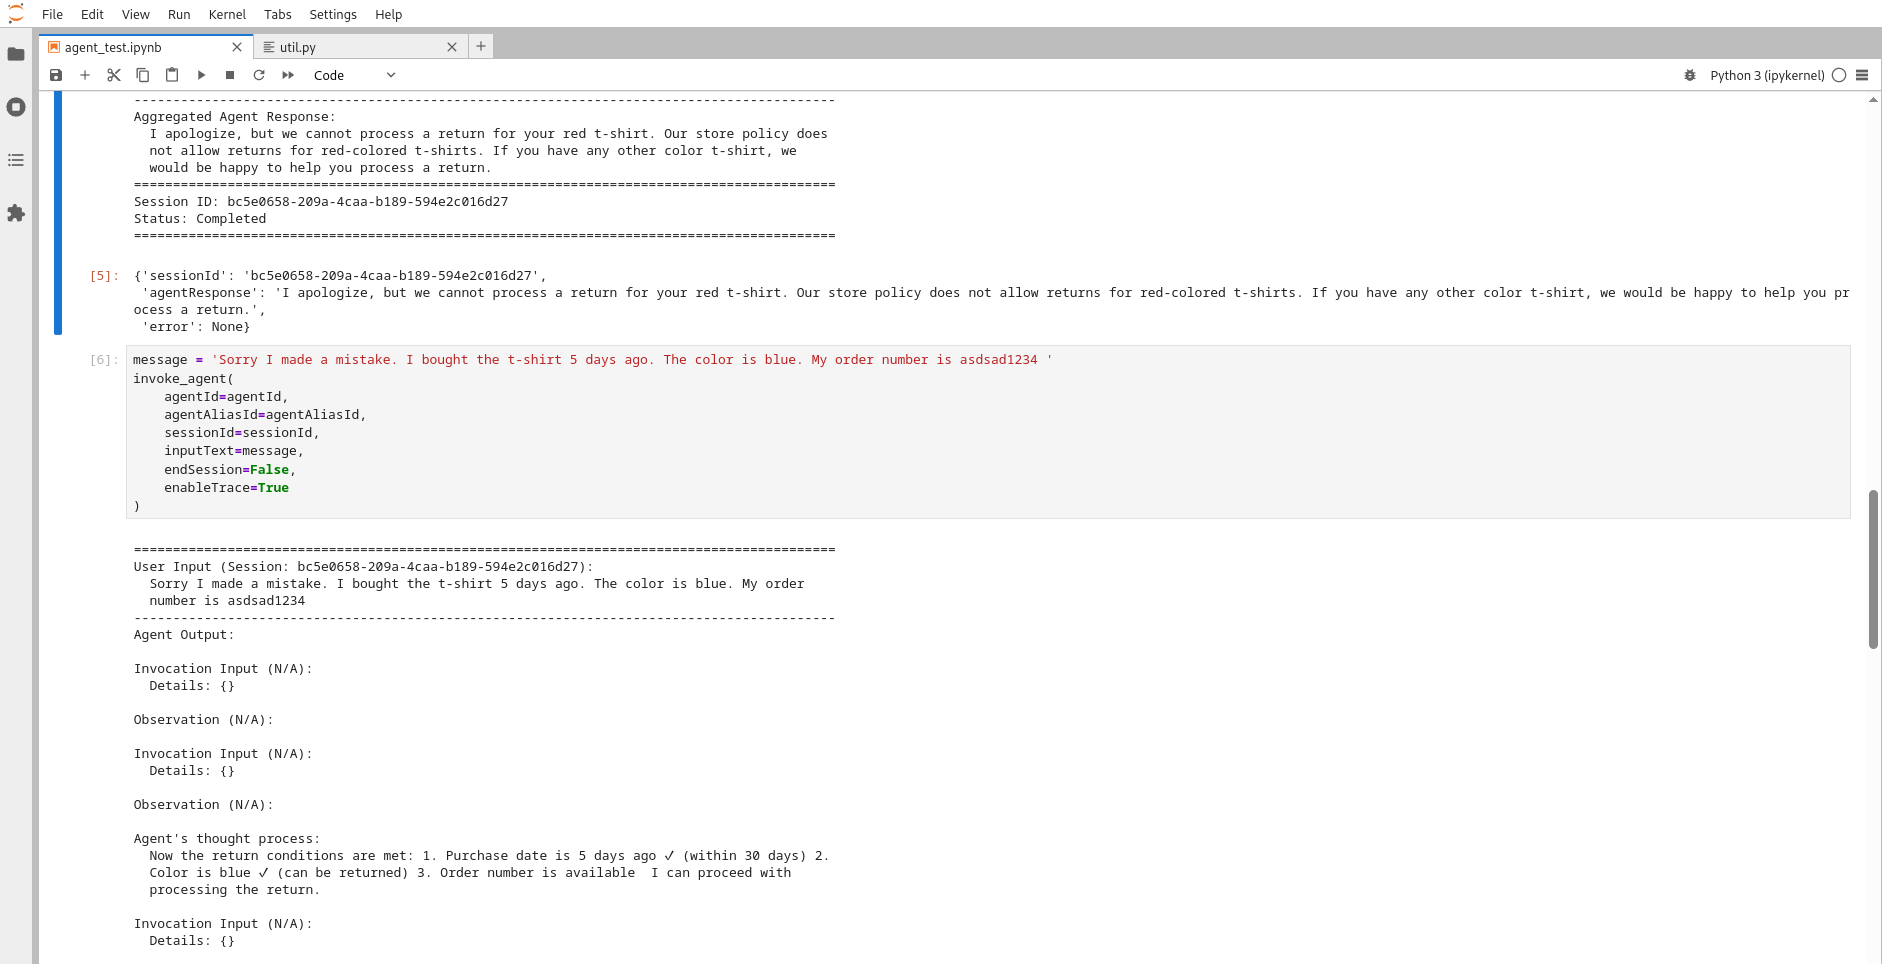 File Edit View Run Kernel Tabs Settings Help
agent_test.ipynb
util.py
Code
Python 3 (ipykernel)
------------------------------------------------------------------------------------------
Aggregated Agent Response:
I apologize, but we cannot process a return for your red t-shirt. Our store policy does
not allow returns for red-colored t-shirts. If you have any other color t-shirt, we
would be happy to help you process a return.
==========================================================================================
Session ID: bc5e0658-209a-4caa-b189-594e2c016d27
Status: Completed
==========================================================================================
[5]: {'sessionId': 'bc5e0658-209a-4caa-b189-594e2c016d27',
'agentResponse': 'I apologize, but we cannot process a return for your red t-shirt. Our store policy does not allow returns for red-colored t-shirts. If you have any other color t-shirt, we would be happy to help you pr
ocess a return.',
'error': None}
[6]: message = 'Sorry I made a mistake. I bought the t-shirt 5 days ago. The color is blue. My order number is asdsad1234 '
invoke_agent(
agentId=agentId,
agentAliasId=agentAliasId,
sessionId=sessionId,
inputText=message,
endSession=False,
enableTrace=True
)
==========================================================================================
User Input (Session: bc5e0658-209a-4caa-b189-594e2c016d27):
Sorry I made a mistake. I bought the t-shirt 5 days ago. The color is blue. My order
number is asdsad1234
------------------------------------------------------------------------------------------
Agent Output:
Invocation Input (N/A):
Details: {}
Observation (N/A):
Invocation Input (N/A):
Details: {}
Observation (N/A):
Agent's thought process:
Now the return conditions are met: 1. Purchase date is 5 days ago ✓ (within 30 days) 2.
Color is blue ✓ (can be returned) 3. Order number is available  I can proceed with
processing the return.
Invocation Input (N/A):
Details: {}